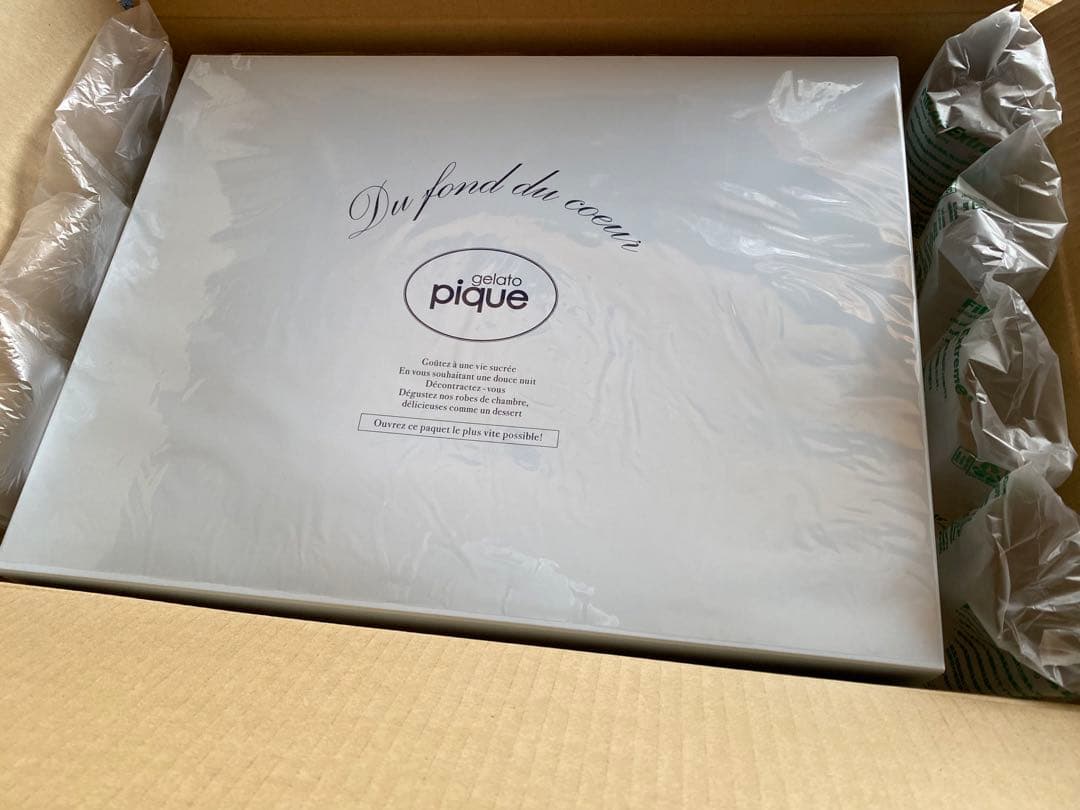 Du fond du coeur
gelato
pique
Goûtez à une vie sucrée
En vous souhaitant une douce nuit
Décontractez-vous
Dégustez nos robes de chambre,
délicieuses comme un dessert
Ouvrez ce paquet le plus vite possible!